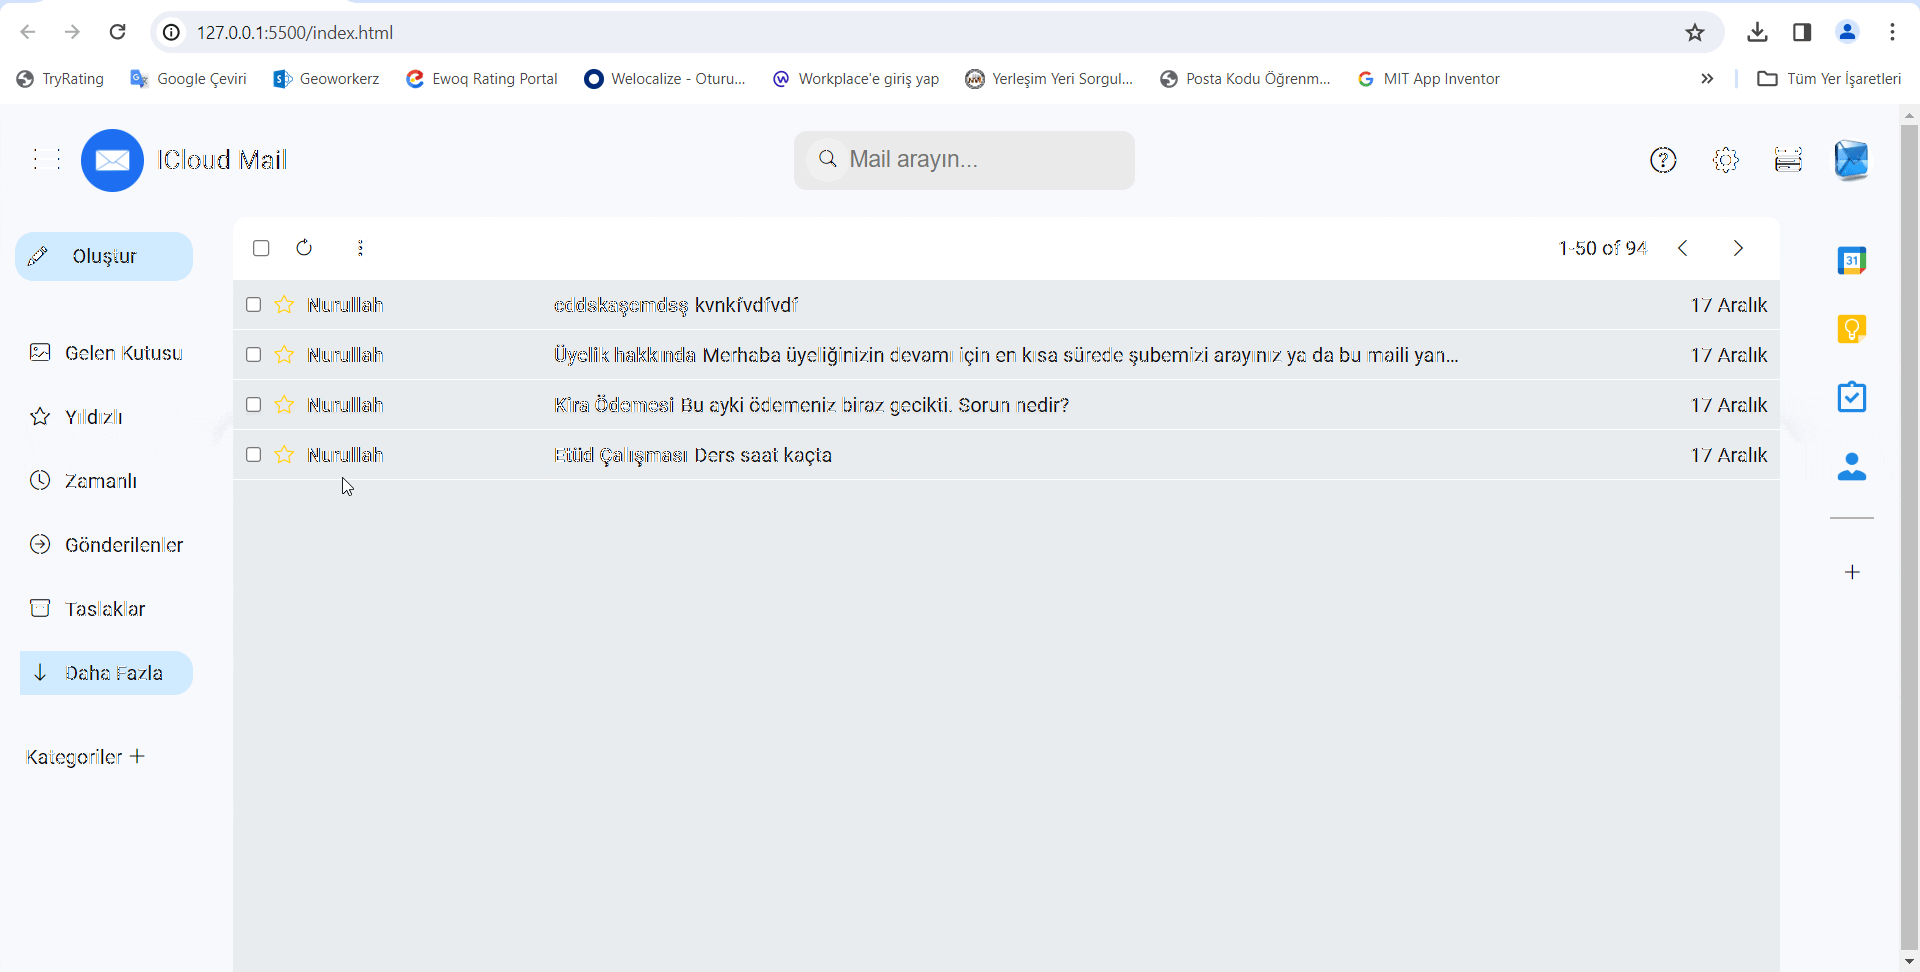 127.0.0.1:5500/index.html
TryRating Google Çeviri Geoworkerz Ewoq Rating Portal Welocalize - Oturu... Workplace'e giriş yap Yerleşim Yeri Sorgul... Posta Kodu Öğrenm... MIT App Inventor » Tüm Yer İşaretleri
ICloud Mail
Mail arayın...
Oluştur
1-50 of 94
Gelen Kutusu
Yıldızlı
Zamanlı
Gönderilenler
Taslaklar
Daha Fazla
Kategoriler +
Nurullah kvnkfvdfvdf 17 Aralık
Nurullah Üyelik hakkında Merhaba üyeliğinizin devamı için en kısa sürede şubemizi arayınız ya da bu maili yan... 17 Aralık
Nurullah Kira Ödemesi Bu ayki ödemeniz biraz gecikti. Sorun nedir? 17 Aralık
Nurullah Etüd Çalışması Ders saat kaçta 17 Aralık
31